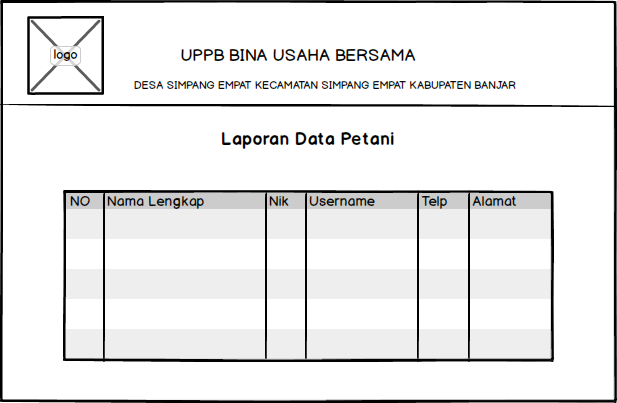 logo
UPPB BINA USAHA BERSAMA
DESA SIMPANG EMPAT KECAMATAN SIMPANG EMPAT KABUPATEN BANJAR
Laporan Data Petani
NO Nama Lengkap Nik Username Telp Alamat